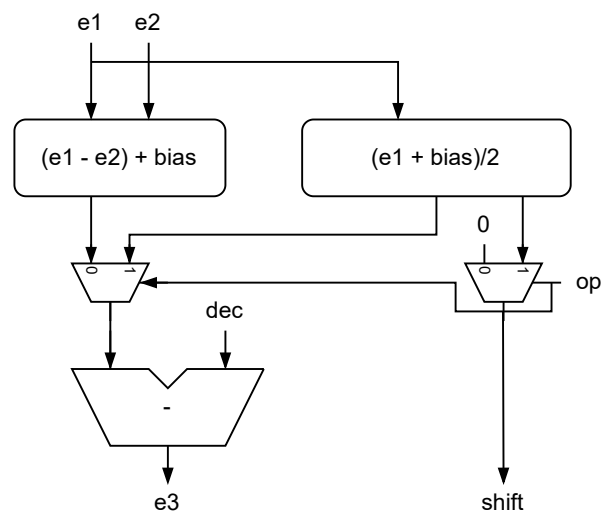 e1 e2
(e1 - e2) + bias
(e1 + bias)/2
0
0 1
0 1
op
dec
-
e3
shift